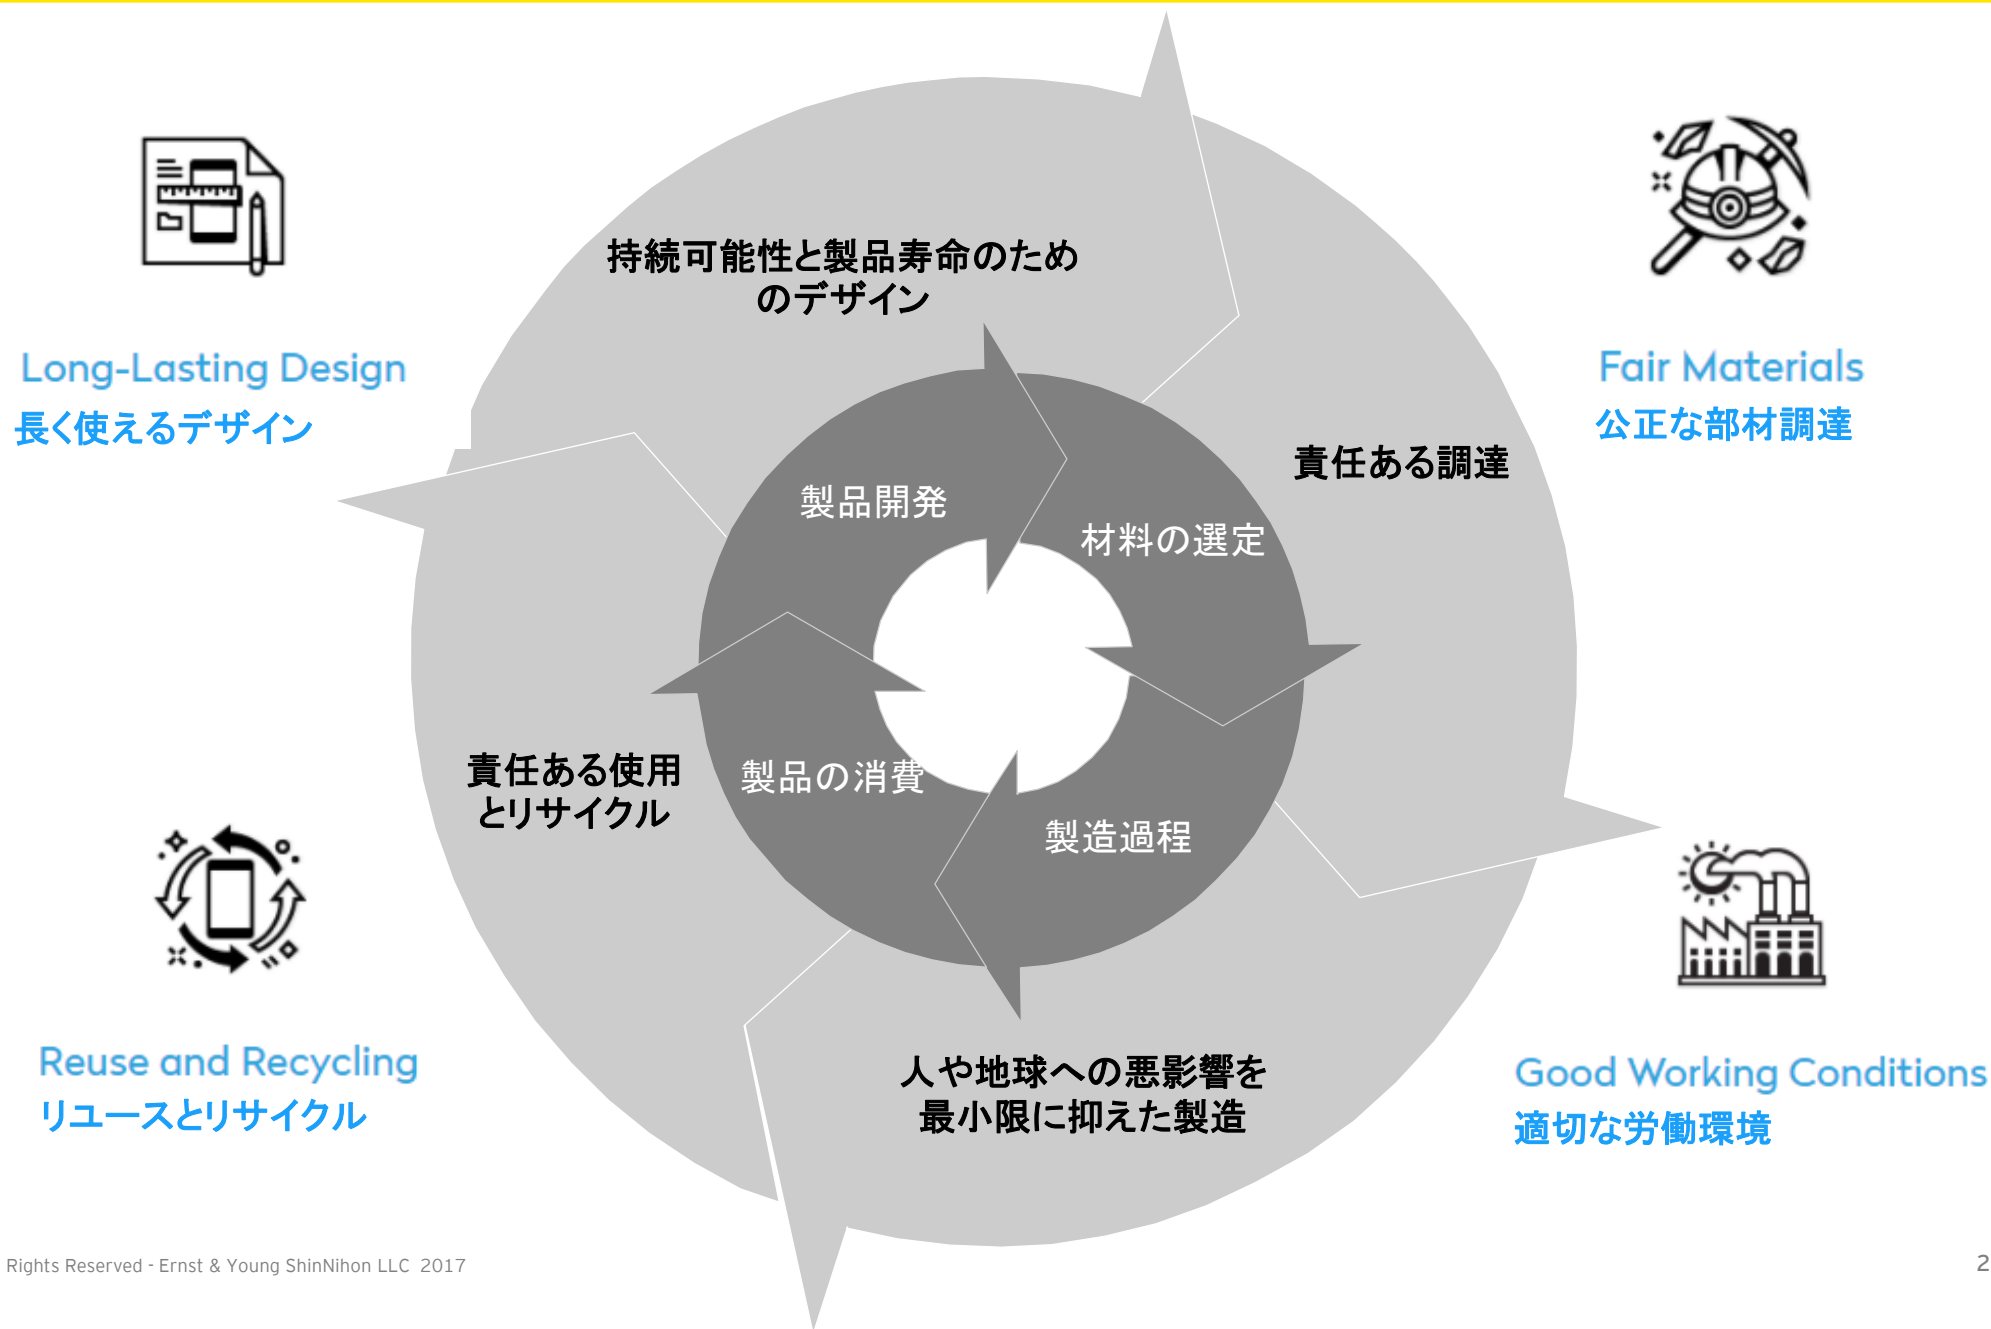 持続可能性と製品寿命のため
のデザイン
Long-Lasting Design
長く使えるデザイン
Fair Materials
公正な部材調達
責任ある調達
製品開発
材料の選定
責任ある使用
とリサイクル
製品の消費
製造過程
Reuse and Recycling
リユースとリサイクル
人や地球への悪影響を
最小限に抑えた製造
Good Working Conditions
適切な労働環境
Rights Reserved - Ernst & Young ShinNihon LLC 2017
2